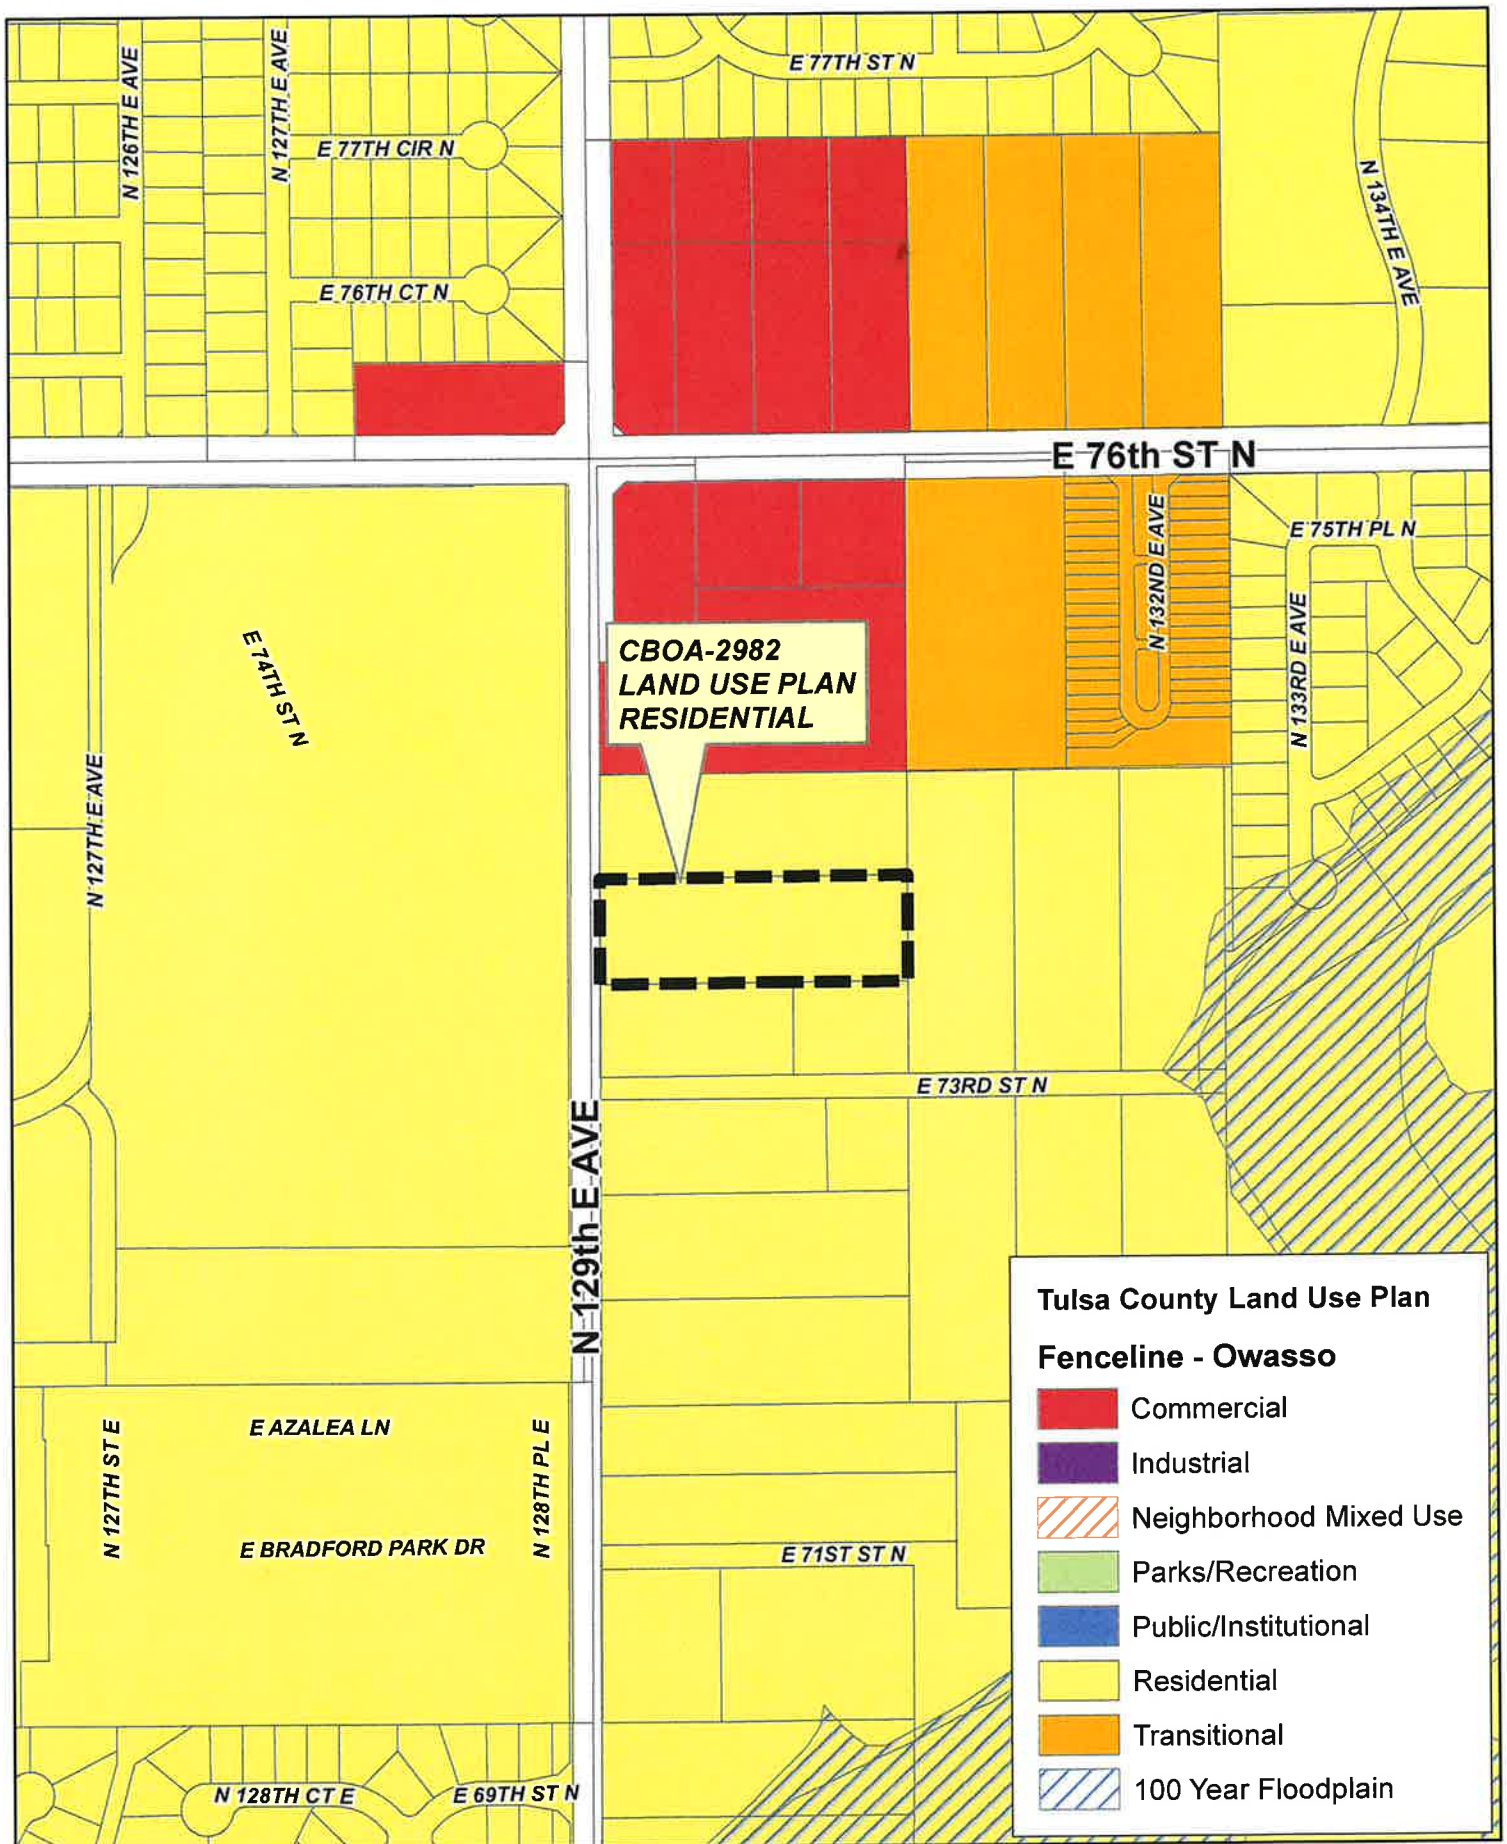 E 77TH ST N
N 126TH E AVE
N 127TH E AVE
E 77TH CIR N
N 134TH E AVE
E 76TH CT N
E 76th ST N
E 75TH PL N
N 132ND E AVE
N 133RD E AVE
E 74TH ST N
CBOA-2982
LAND USE PLAN
RESIDENTIAL
N 127TH E AVE
E 73RD ST N
N 129th E AVE
Tulsa County Land Use Plan
Fenceline - Owasso
Commercial
Industrial
Neighborhood Mixed Use
Parks/Recreation
Public/Institutional
Residential
Transitional
100 Year Floodplain
N 127TH ST E
E AZALEA LN
N 128TH PL E
E BRADFORD PARK DR
E 71ST ST N
N 128TH CT E
E 69TH ST N